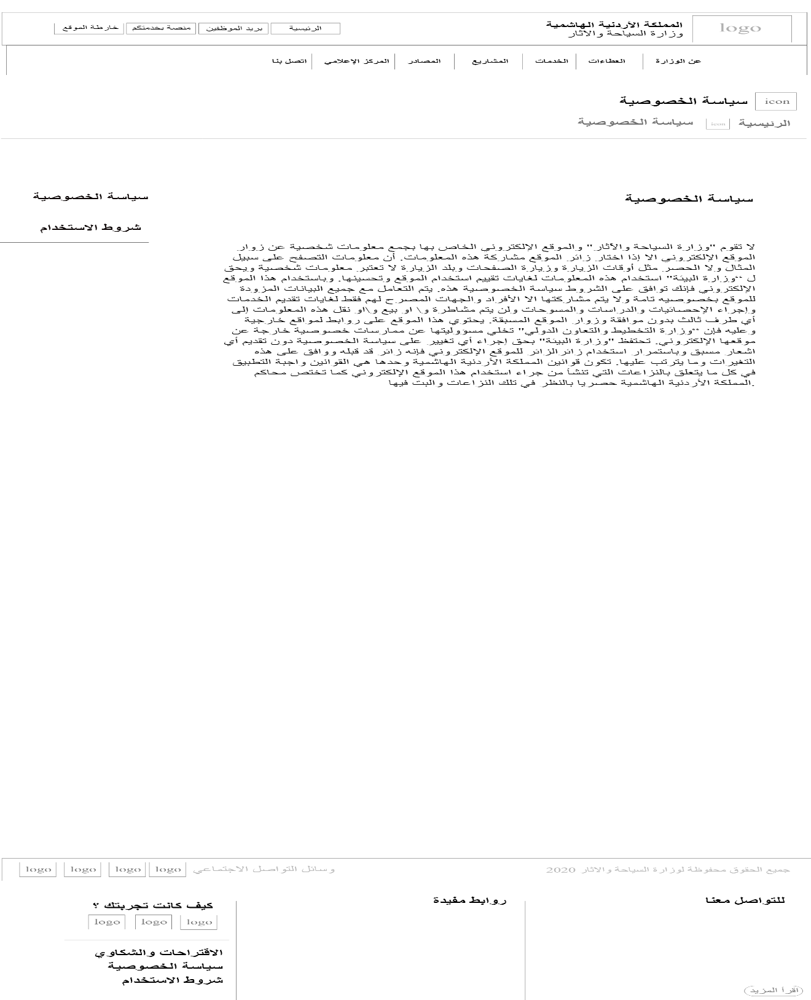 logo
المملكة الأردنية الهاشمية
وزارة السياحة والاثار
الرئيسية
بريد الموظفين
منصة بخدمتكم
خارطة الموقع
عن الوزارة
العطاءات
الخدمات
المشاريع
المصادر
المركز الإعلامي
اتصل بنا
icon
سياسة الخصوصية
الرئيسية
icon
سياسة الخصوصية
سياسة الخصوصية
لا تقوم "وزارة السياحة والأثار" والموقع الإلكتروني الخاص بها بجمع معلومات شخصية عن زوار
الموقع الإلكتروني الا إذا اختار زائر الموقع مشاركة هذه المعلومات. أن معلومات التصفح على سبيل
المثال ولا الحصر مثل أوقات الزيارة وزيارة الصفحات وبلد الزيارة لا تعتبر معلومات شخصية ويحق
ل “وزارة البيئة" استخدام هذه المعلومات لغايات تقييم استخدام الموقع وتحسينها. وباستخدام هذا الموقع
الإلكتروني فإنك توافق على الشروط سياسة الخصوصية هذه. يتم التعامل مع جميع البيانات المزودة
للموقع بخصوصيه تامة ولا يتم مشاركتها الا الأفراد والجهات المصرح لهم فقط لغايات تقديم الخدمات
وإجراء الإحصائيات والدراسات والمسوحات ولن يتم مشاطرة و\ او بيع و\او نقل هذه المعلومات إلى
أي طرف ثالث بدون موافقة وزوار الموقع المسبقة. يحتوي هذا الموقع على روابط لمواقع خارجية
وعليه فإن “وزارة التخطيط والتعاون الدولي" تخلي مسؤوليتها عن ممارسات خصوصية خارجة عن
موقعها الإلكتروني. تحتفظ "وزارة البيئة" بحق إجراء أي تغيير على سياسة الخصوصية دون تقديم أي
اشعار مسبق وباستمرار استخدام زائرالزائر للموقع الإلكتروني فإنه زائر قد قبله ووافق على هذه
التغيرات وما يترتب عليها. تكون قوانين المملكة الأردنية الهاشمية وحدها هي القوانين واجبة التطبيق
في كل ما يتعلق بالنزاعات التي تنشأ من جراء استخدام هذا الموقع الإلكتروني كما تختص محاكم
.المملكة الأردنية الهاشمية حصريا بالنظر في تلك النزاعات والبت فيها
سياسة الخصوصية
شروط الاستخدام
جميع الحقوق محفوظة لوزارة السياحة والاثار 2020
وسائل التواصل الاجتماعي
logo
logo
logo
logo
للتواصل معنا
اقرأ المزيد
روابط مفيدة
كيف كانت تجربتك ؟
logo
logo
logo
الاقتراحات والشكاوي
سياسة الخصوصية
شروط الاستخدام